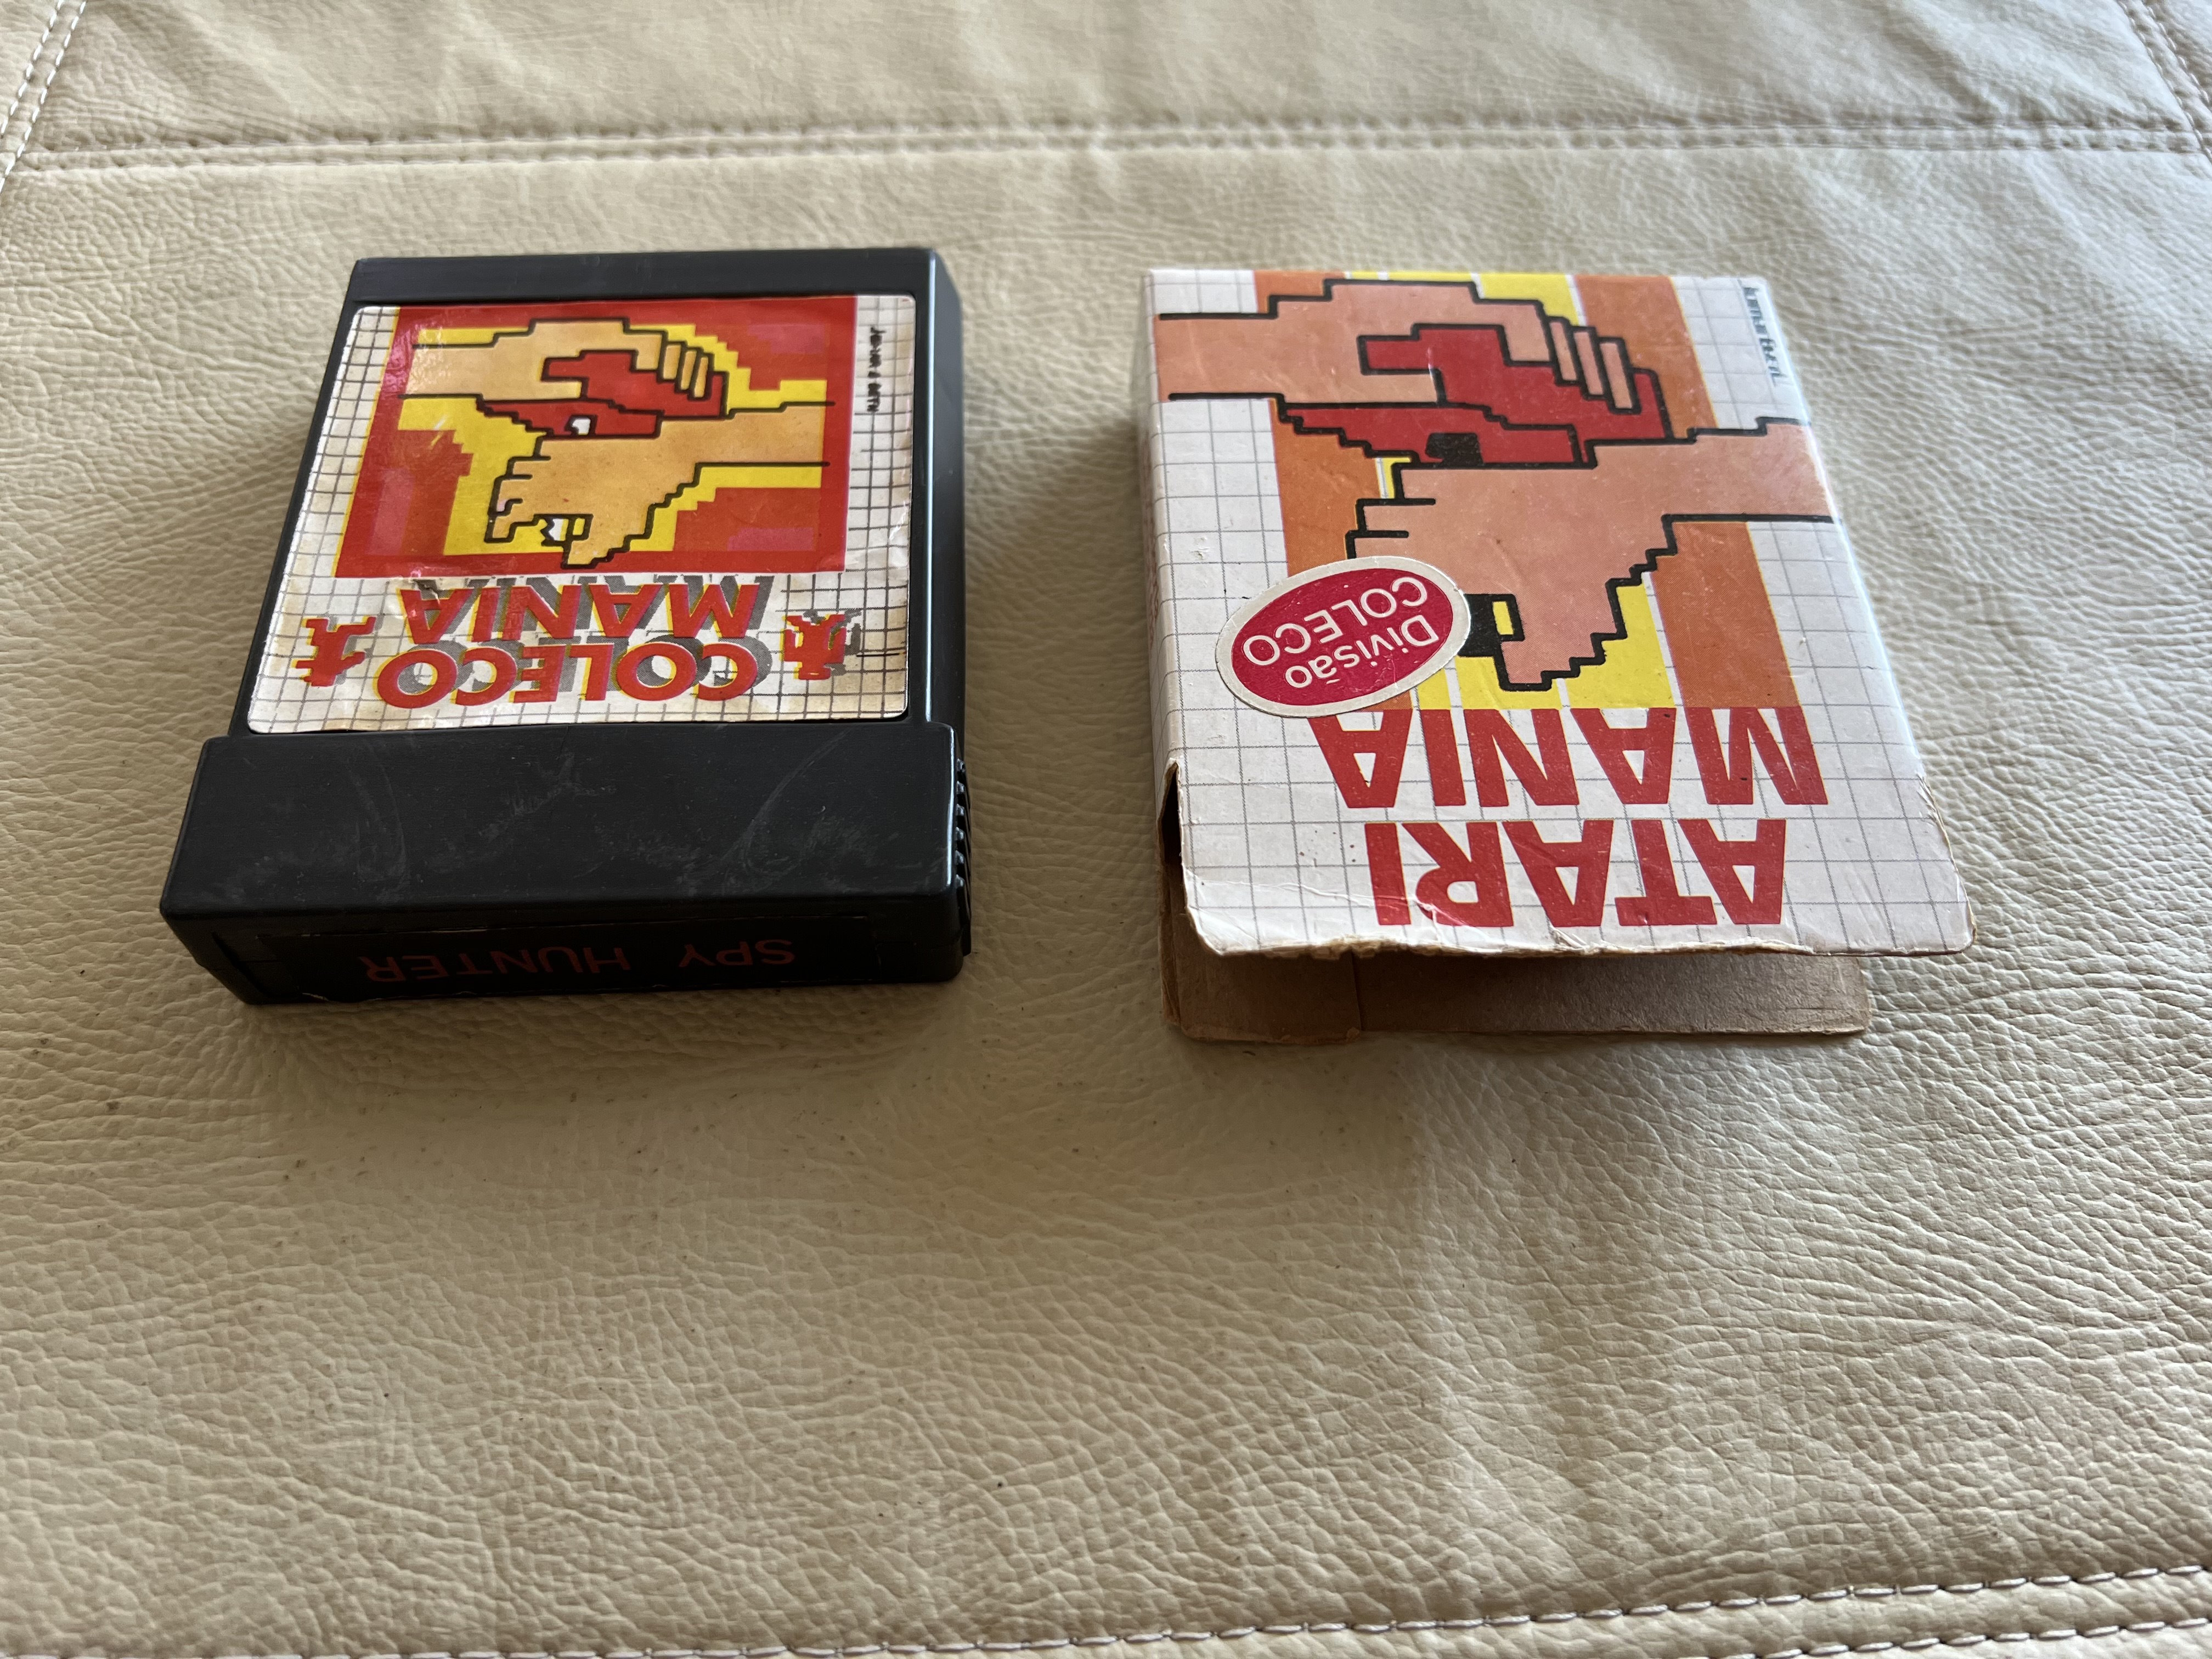 COLECO
MANIA
SPY HUNTER
ATARI
MANIA
Divisão
COLECO